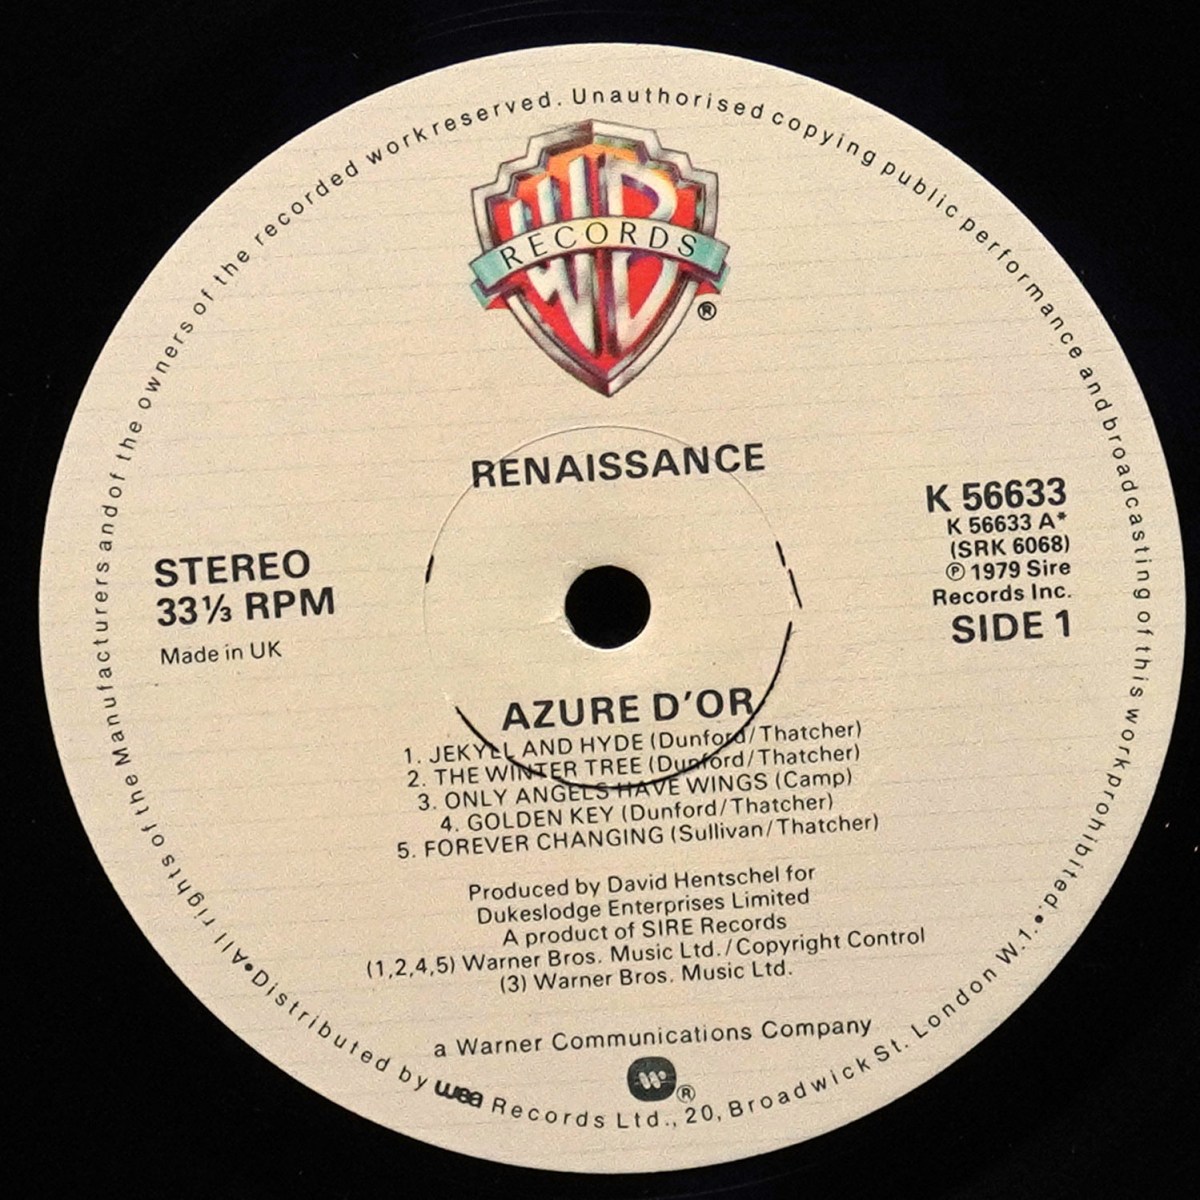 All rights of the Manufacturers and of the owners of the recorded work reserved. Unauthorised copying public performance and broadcasting of this work prohibited.
WB
RECORDS
®
RENAISSANCE
STEREO
33⅓ RPM
Made in UK
K 56633
K 56633 A*
(SRK 6068)
℗ 1979 Sire
Records Inc.
SIDE 1
AZURE D'OR
1. JEKYLL AND HYDE (Dunford/Thatcher)
2. THE WINTER TREE (Dunford/Thatcher)
3. ONLY ANGELS HAVE WINGS (Camp)
4. GOLDEN KEY (Dunford/Thatcher)
5. FOREVER CHANGING (Sullivan/Thatcher)
Produced by David Hentschel for
Dukeslodge Enterprises Limited
A product of SIRE Records
(1,2,4,5) Warner Bros. Music Ltd./Copyright Control
(3) Warner Bros. Music Ltd.
a Warner Communications Company
®
•Distributed by wea Records Ltd., 20, Broadwick St. London W.1.•